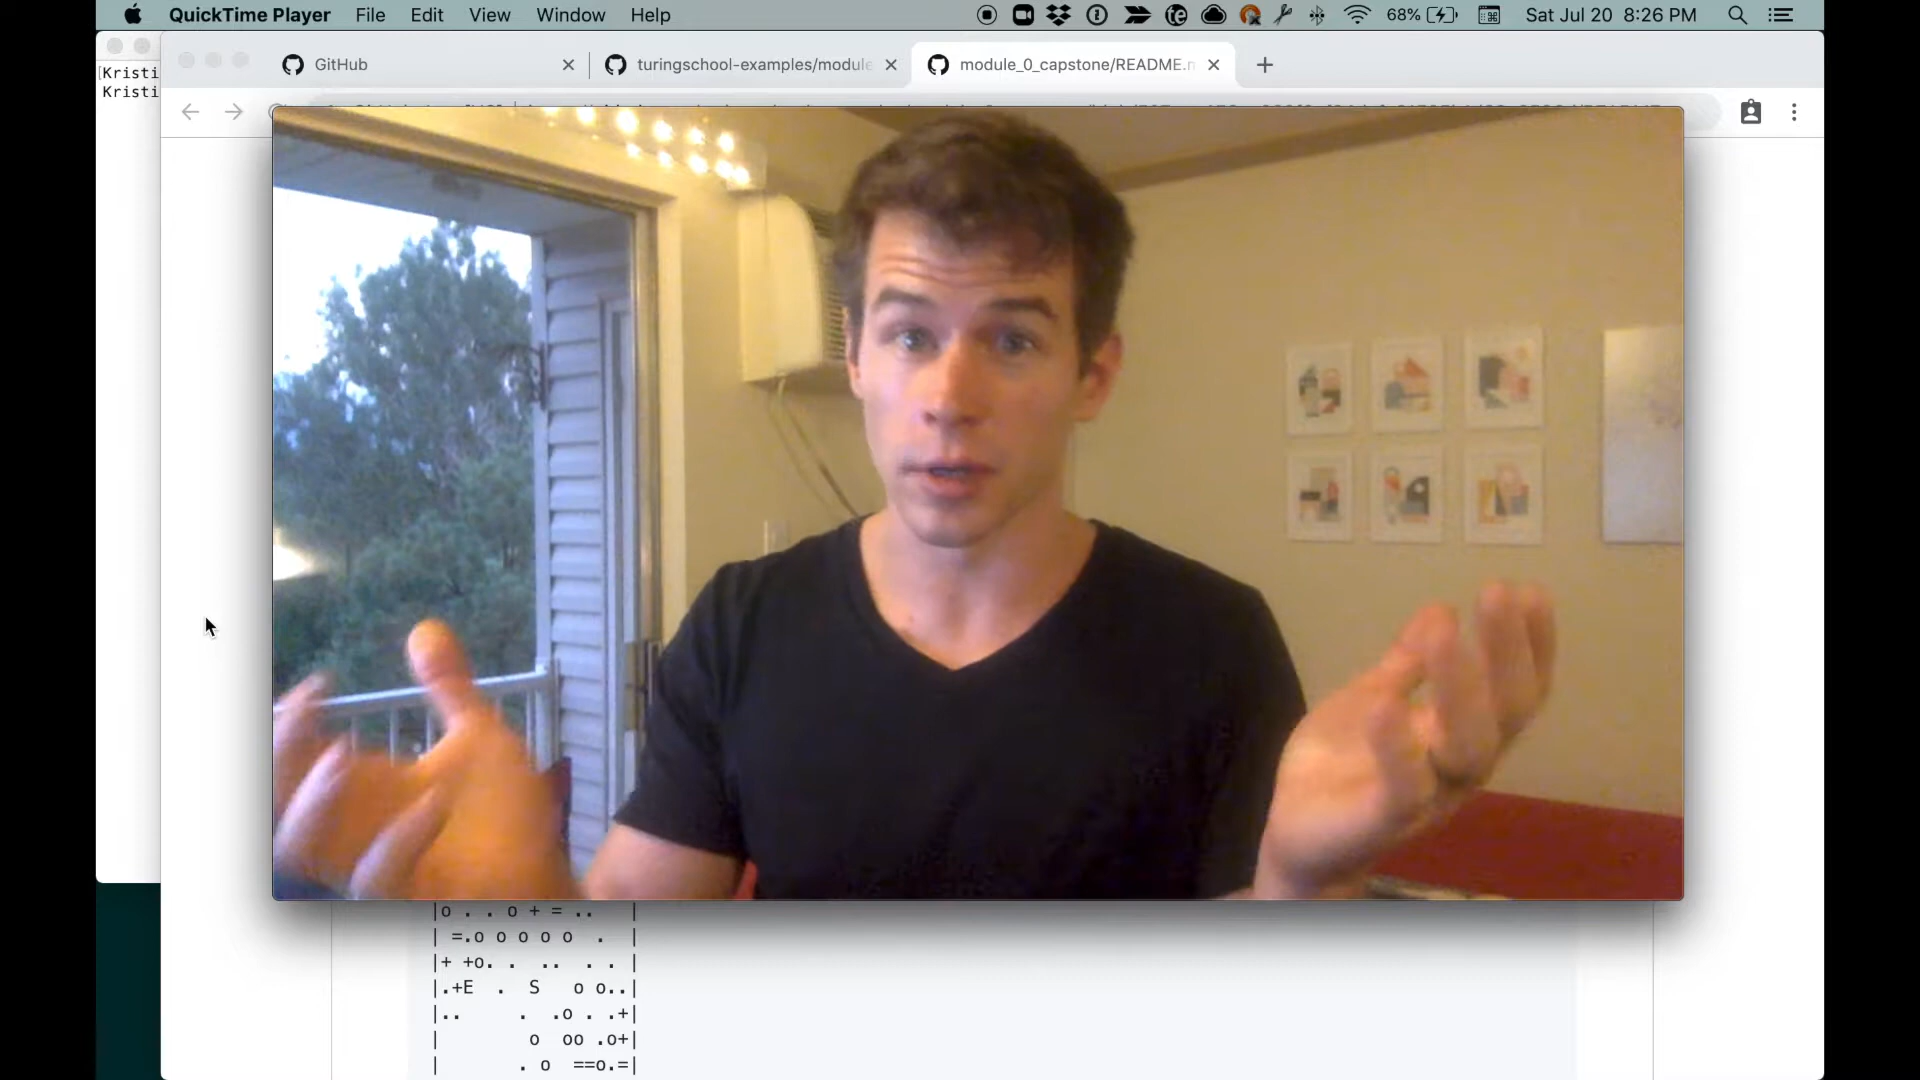 QuickTime Player File Edit View Window Help 68% Sat Jul 20 8:26 PM
GitHub turingschool-examples/module module_0_capstone/README.m
[Kristi
Kristi
|o . . o + = .. |
| =.o o o o o . |
|+ +o. . .. . . |
|.+E . S o o..|
|.. . .o . .+|
| o oo .o+|
| . o ==o.=|